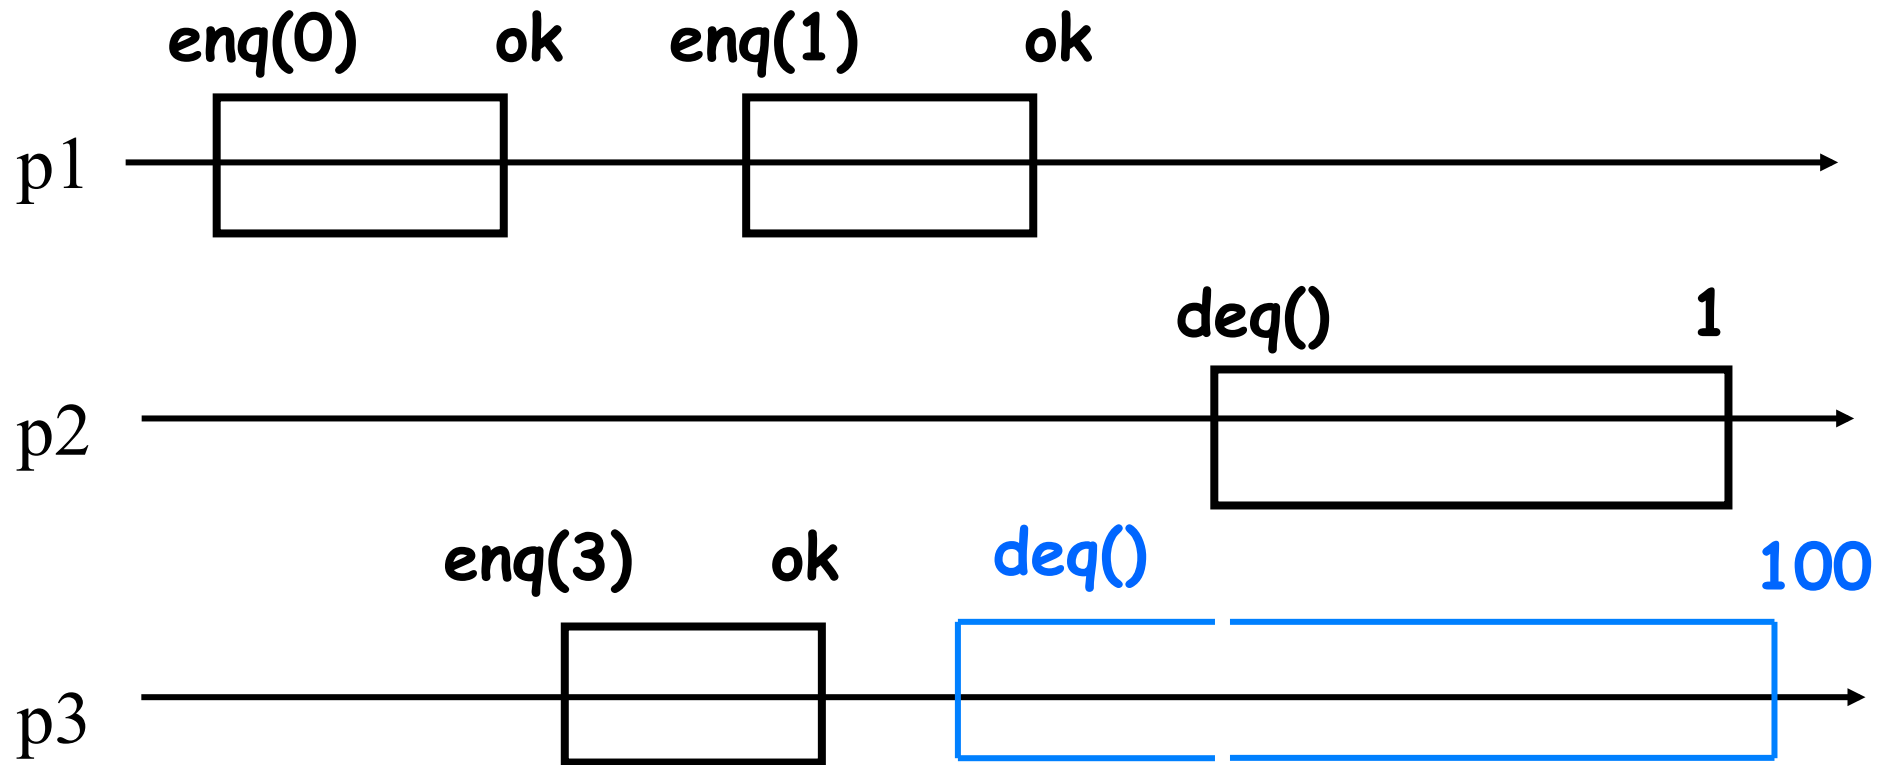 enq(0) ok enq(1) ok
p1
deq() 1
p2
enq(3) ok deq() 100
p3